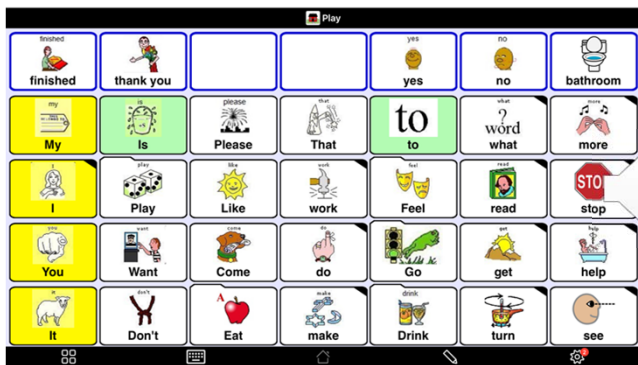 Play
finished
finished
thank you
yes
yes
no
no
bathroom
my
My
is
Is
please
Please
that
That
to
to
what
? word
what
more
more
I
play
Play
like
Like
work
work
feel
Feel
read
read
STO
stop
you
You
want
Want
come
Come
do
do
Go
get
get
help
help
it
It
don't
Don't
A
Eat
make
make
drink
Drink
turn
see